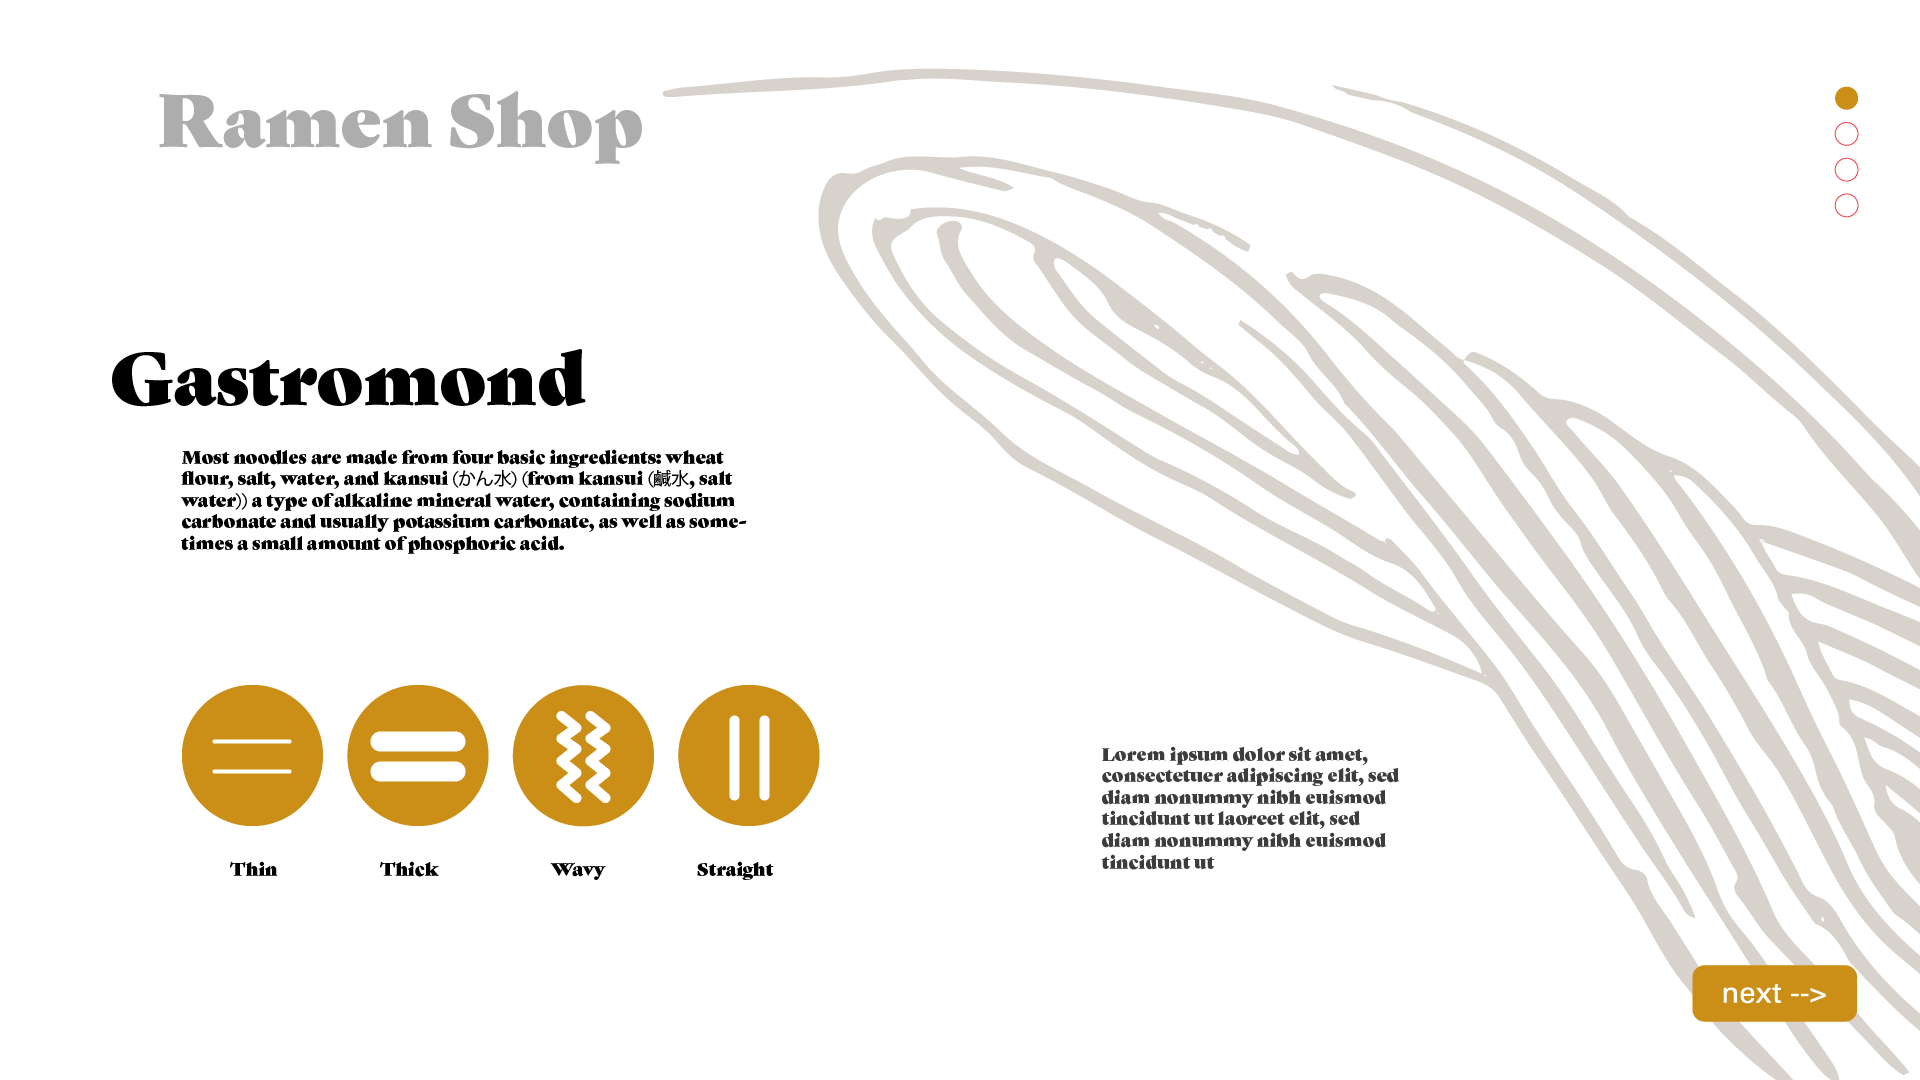 Ramen Shop
Gastromond
Most noodles are made from four basic ingredients: wheat
flour, salt, water, and kansui (かん水) (from kansui (鹹水, salt
water)) a type of alkaline mineral water, containing sodium
carbonate and usually potassium carbonate, as well as some-
times a small amount of phosphoric acid.
Thin
Thick
Wavy
Straight
Lorem ipsum dolor sit amet,
consectetuer adipiscing elit, sed
diam nonummy nibh euismod
tincidunt ut laoreet elit, sed
diam nonummy nibh euismod
tincidunt ut
next -->